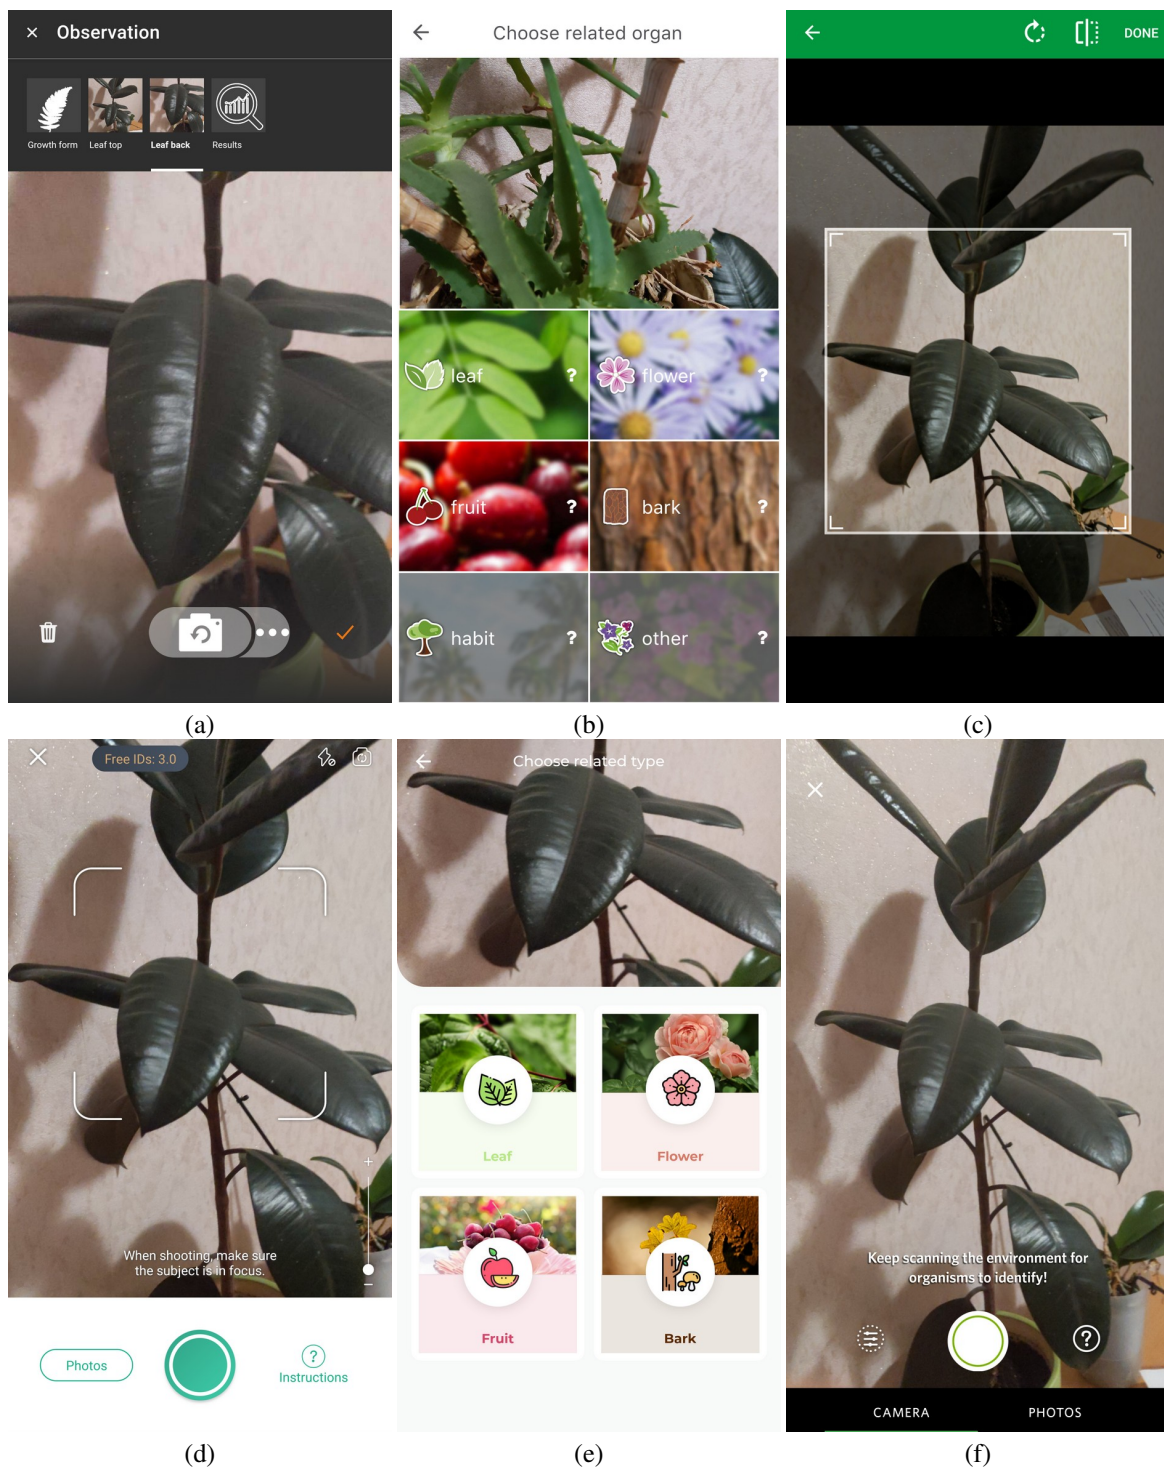 × Observation
Growth form Leaf top Leaf back Results
(a)
Choose related organ
leaf ?
flower ?
fruit ?
bark ?
habit ?
other ?
(b)
DONE
(c)
Free IDs: 3.0
When shooting, make sure
the subject is in focus.
Photos
?
Instructions
(d)
Choose related type
Leaf
Flower
Fruit
Bark
(e)
Keep scanning the environment for
organisms to identify!
?
CAMERA PHOTOS
(f)